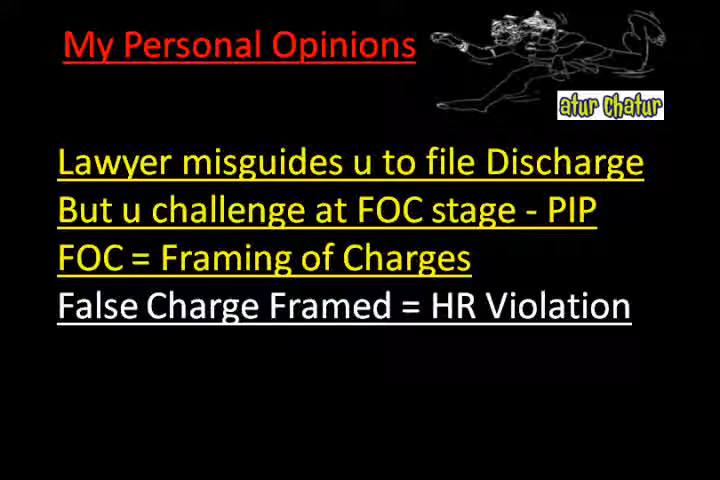 My Personal Opinions
atur chatur
Lawyer misguides u to file Discharge
But u challenge at FOC stage - PIP
FOC = Framing of Charges
False Charge Framed = HR Violation